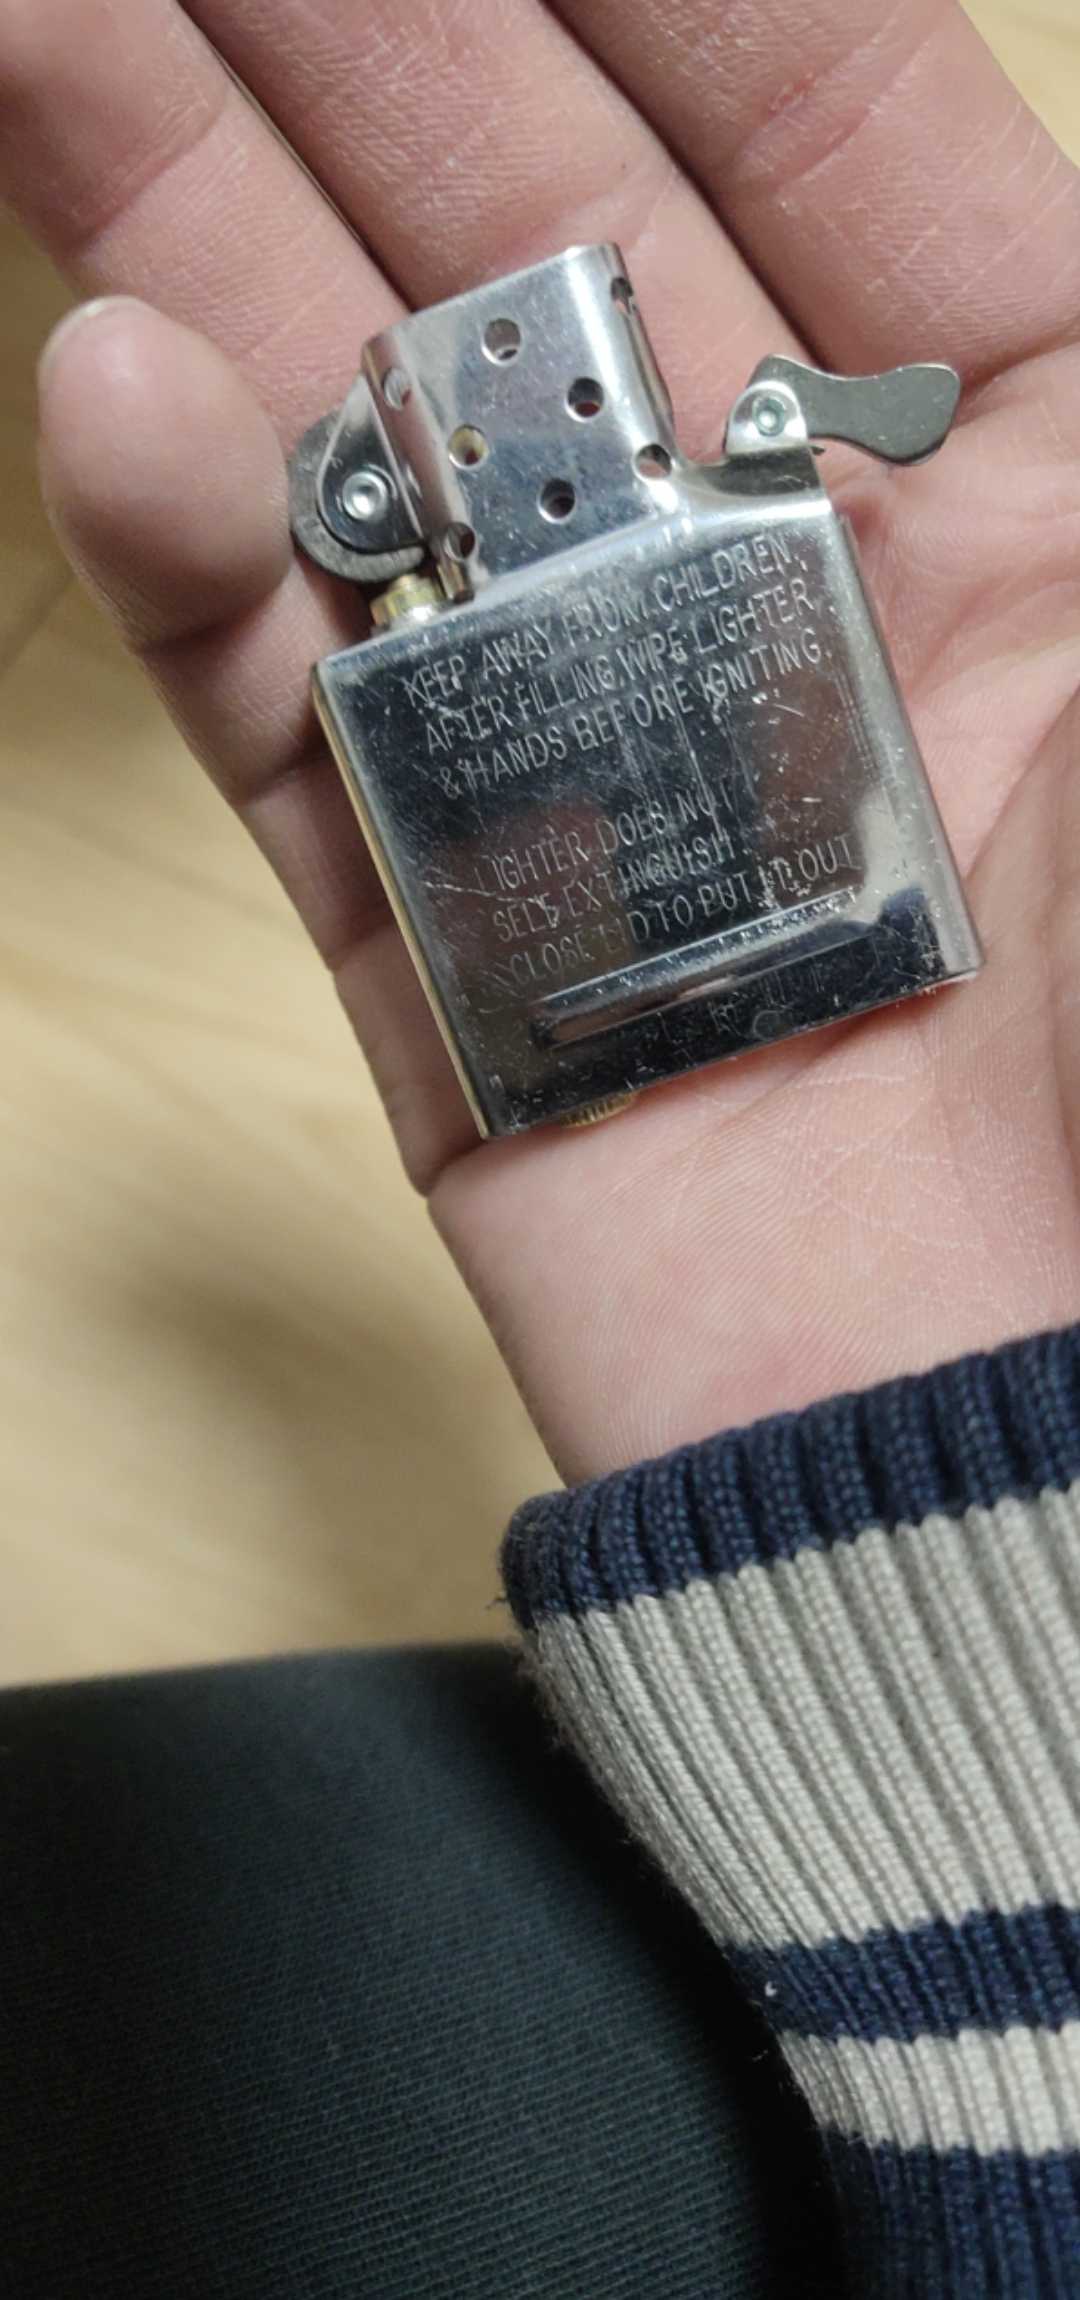 KEEP AWAY FROM CHILDREN.
AFTER FILLING, WIPE LIGHTER
& HANDS BEFORE IGNITING.
LIGHTER DOES NOT
SELF EXTINGUISH
CLOSE LID TO PUT IT OUT